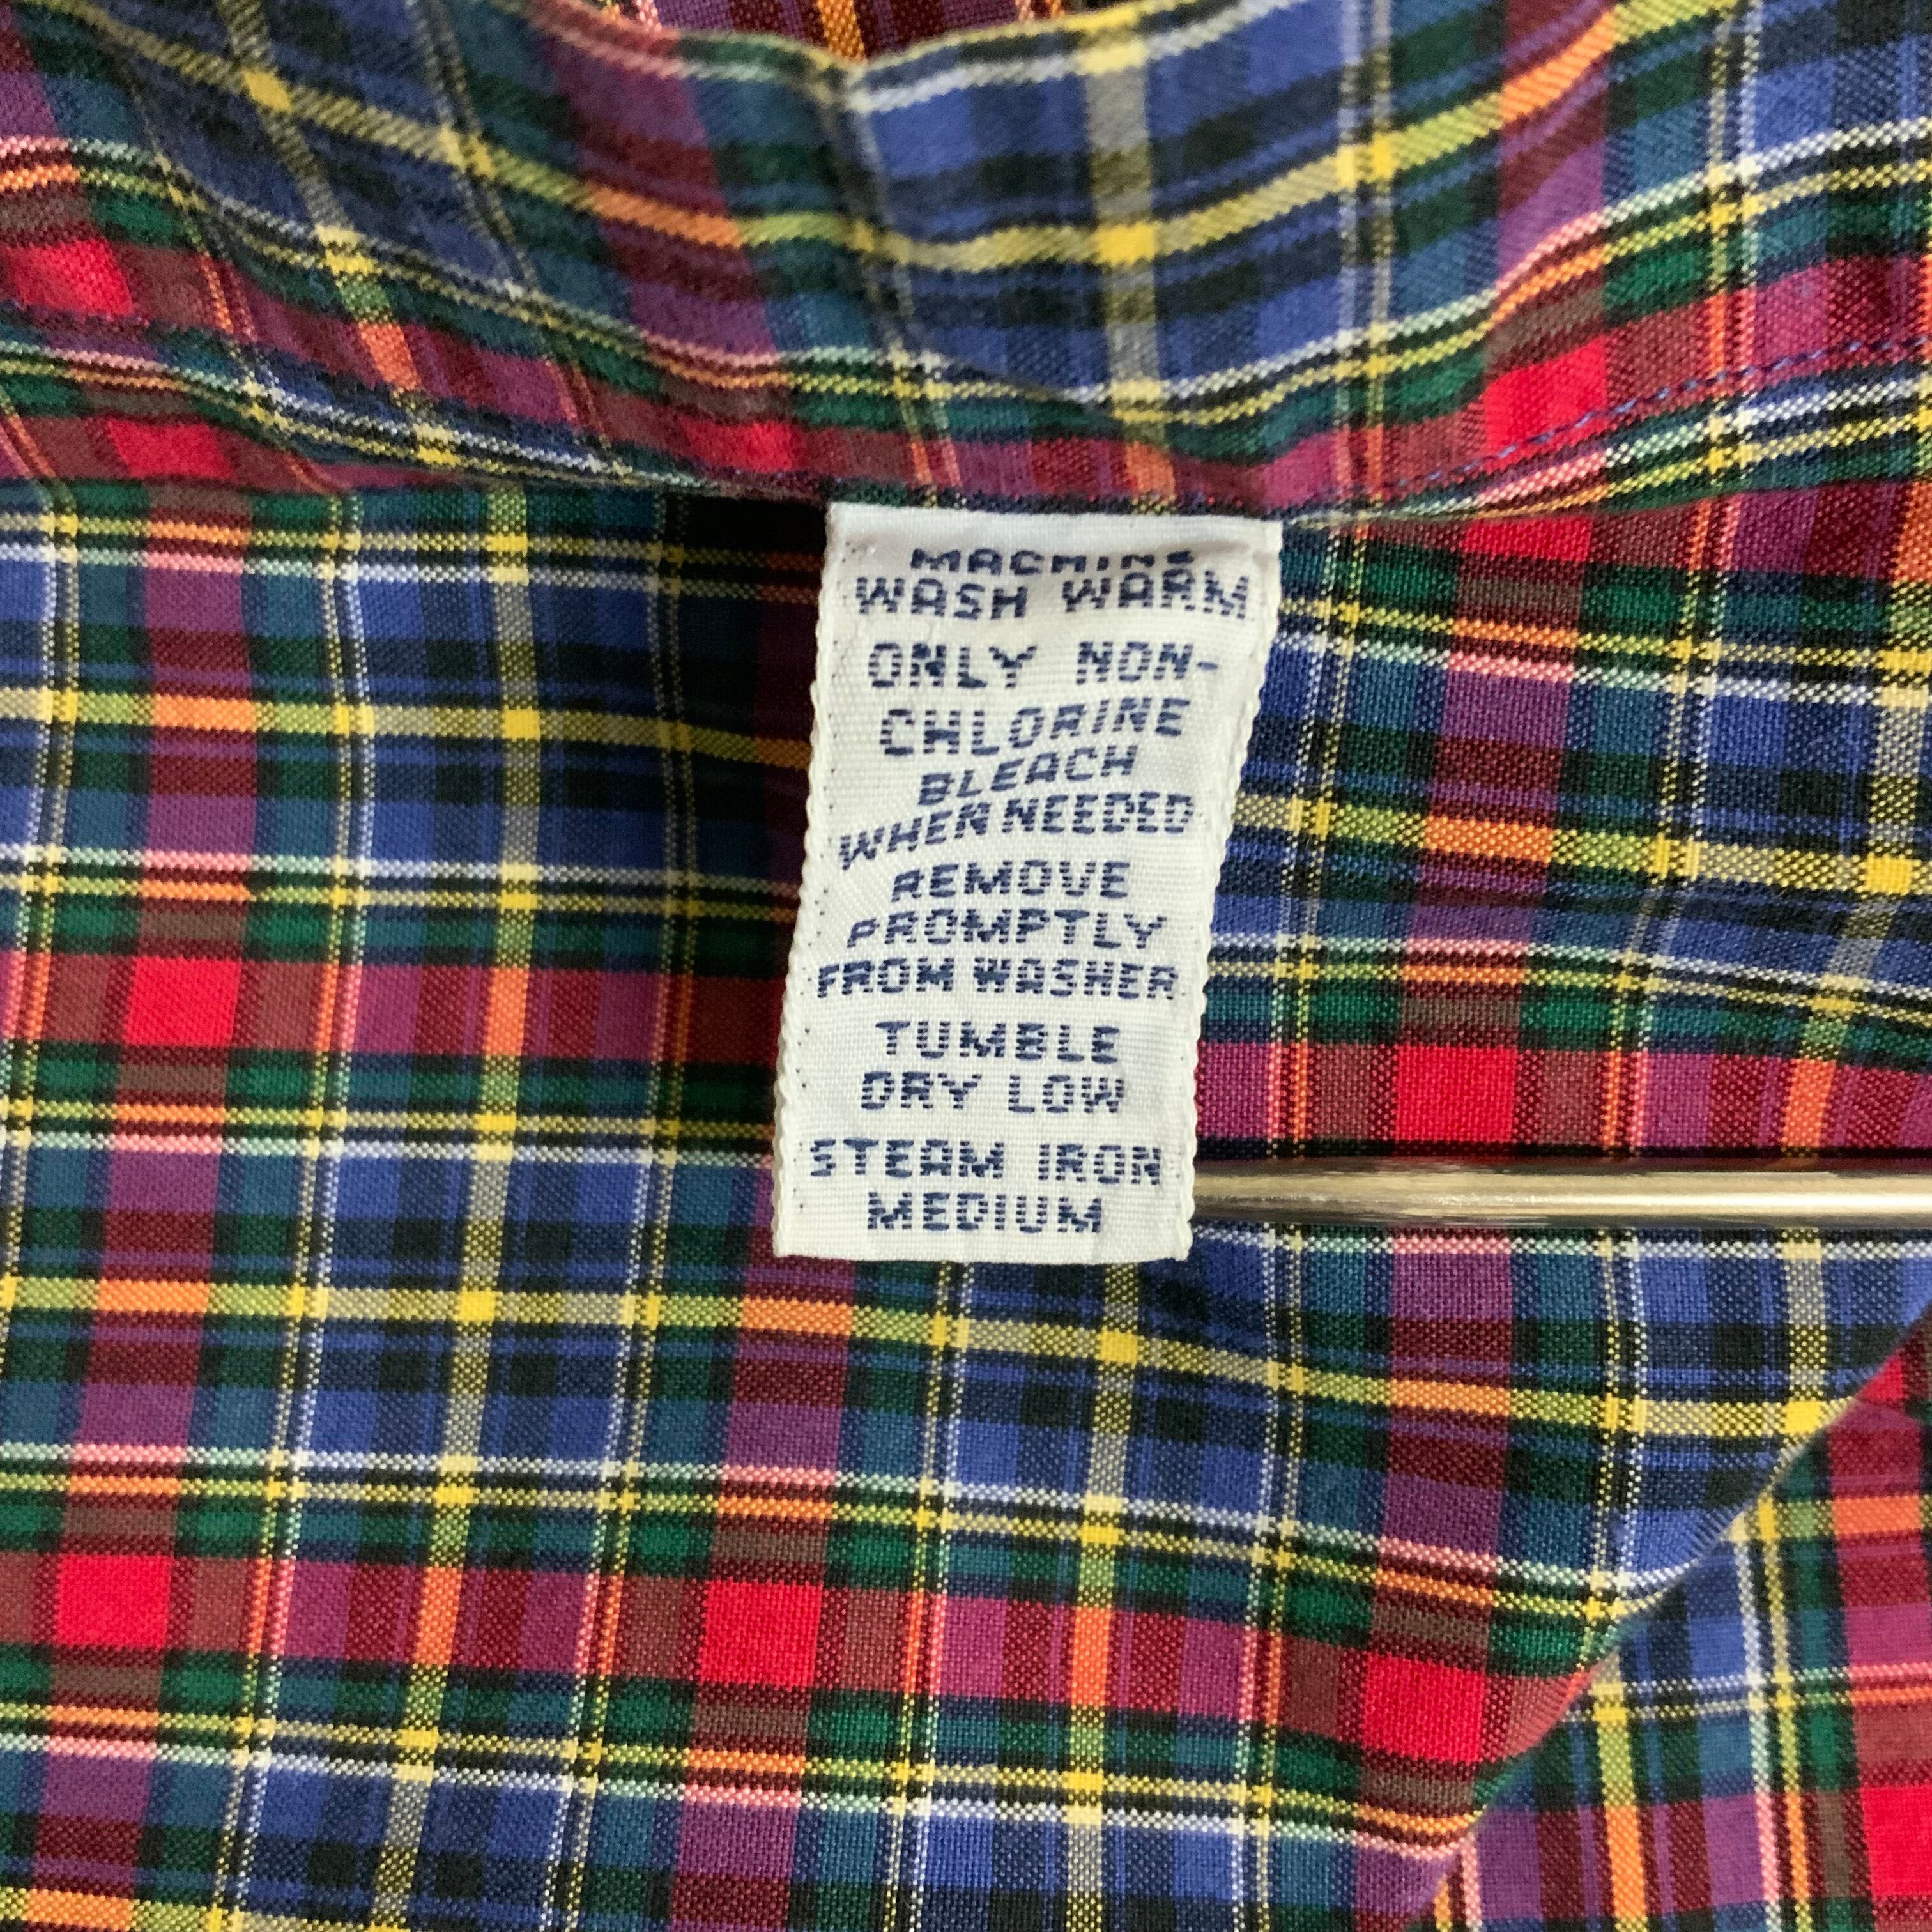 MACHINE
WASH WARM
ONLY NON-
CHLORINE
BLEACH
WHEN NEEDED
REMOVE
PROMPTLY
FROM WASHER
TUMBLE
DRY LOW
STEAM IRON
MEDIUM